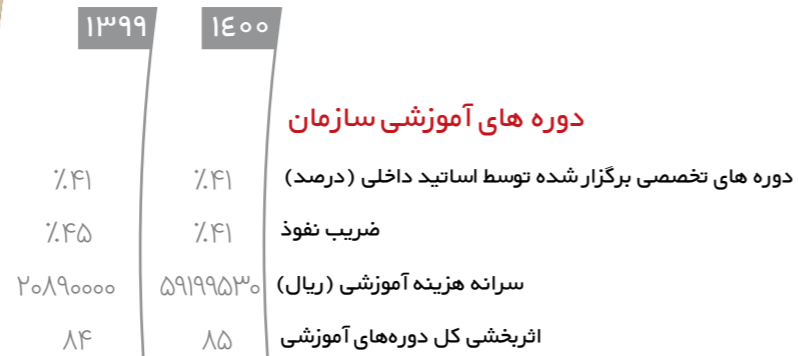 ۱۴۰۰ ۱۳۹۹
دوره های آموزشی سازمان
دوره های تخصصی برگزار شده توسط اساتید داخلی (درصد) ٪۴۱ ٪۴۱
ضریب نفوذ ٪۴۱ ٪۴۵
سرانه هزینه آموزشی (ریال) ۵۹۱۹۹۵۳۰ ۲۰۸۹۰۰۰۰
اثربخشی کل دوره‌های آموزشی ۸۵ ۸۴